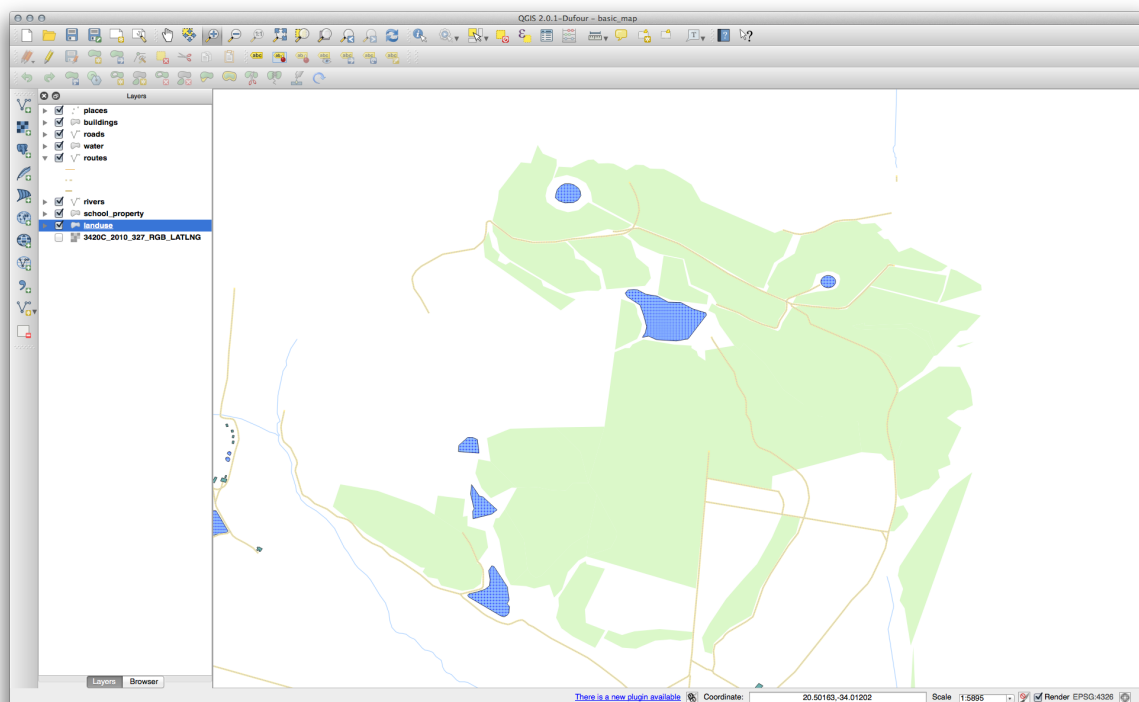 QGIS 2.0.1-Dufour - basic_map
Layers
places
buildings
roads
water
routes
rivers
school_property
landuse
3420C_2010_327_RGB_LATLNG
Layers Browser
There is a new plugin available Coordinate: 20.50163,-34.01202 Scale 1:5895 Render EPSG:4326